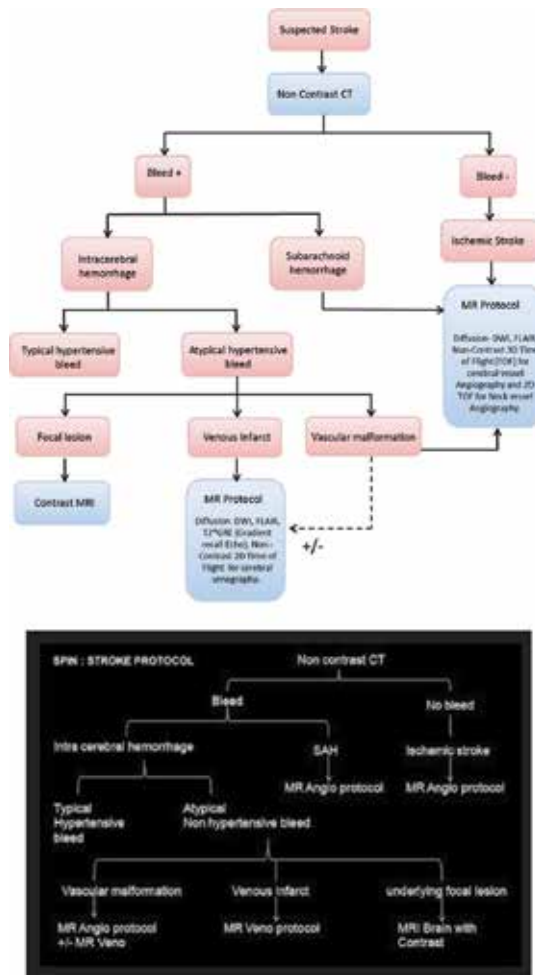 Suspected Stroke
Non Contrast CT
Bleed +
Bleed -
Intracerebral
hemorrhage
Subarachnoid
hemorrhage
Ischemic Stroke
Typical hypertensive
bleed
Atypical hypertensive
bleed
MR Protocol
Diffusion- DWI, FLAIR,
Non-Contrast 3D Time
of Flight(TOF) for
cerebral vessel
Angiography and 2D
TOF for Neck vessel
Angiography.
Focal lesion
Venous Infarct
Vascular malformation
Contrast MRI
MR Protocol
Diffusion: DWI, FLAIR,
T2*GRE (Gradient
recall Echo), Non-
Contrast 2D Time of
Flight for cerebral
venography.
+/-
SPIN : STROKE PROTOCOL
Non contrast CT
Bleed
No bleed
Intra cerebral hemorrhage
SAH
Ischemic stroke
MR Angio protocol
MR Angio protocol
Typical
Hypertensive
bleed
Atypical
Non hypertensive bleed
Vascular malformation
Venous Infarct
underlying focal lesion
MR Angio protocol
+/- MR Veno
MR Veno protocol
MRI Brain with
Contrast